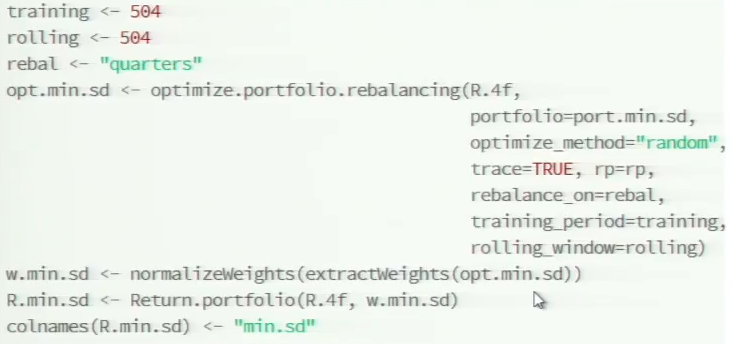 training <- 504
rolling <- 504
rebal <- "quarters"
opt.min.sd <- optimize.portfolio.rebalancing(R.4f,
portfolio=port.min.sd,
optimize_method="random",
trace=TRUE, rp=rp,
rebalance_on=rebal,
training_period=training,
rolling_window=rolling)
w.min.sd <- normalizeWeights(extractWeights(opt.min.sd))
R.min.sd <- Return.portfolio(R.4f, w.min.sd)
colnames(R.min.sd) <- "min.sd"